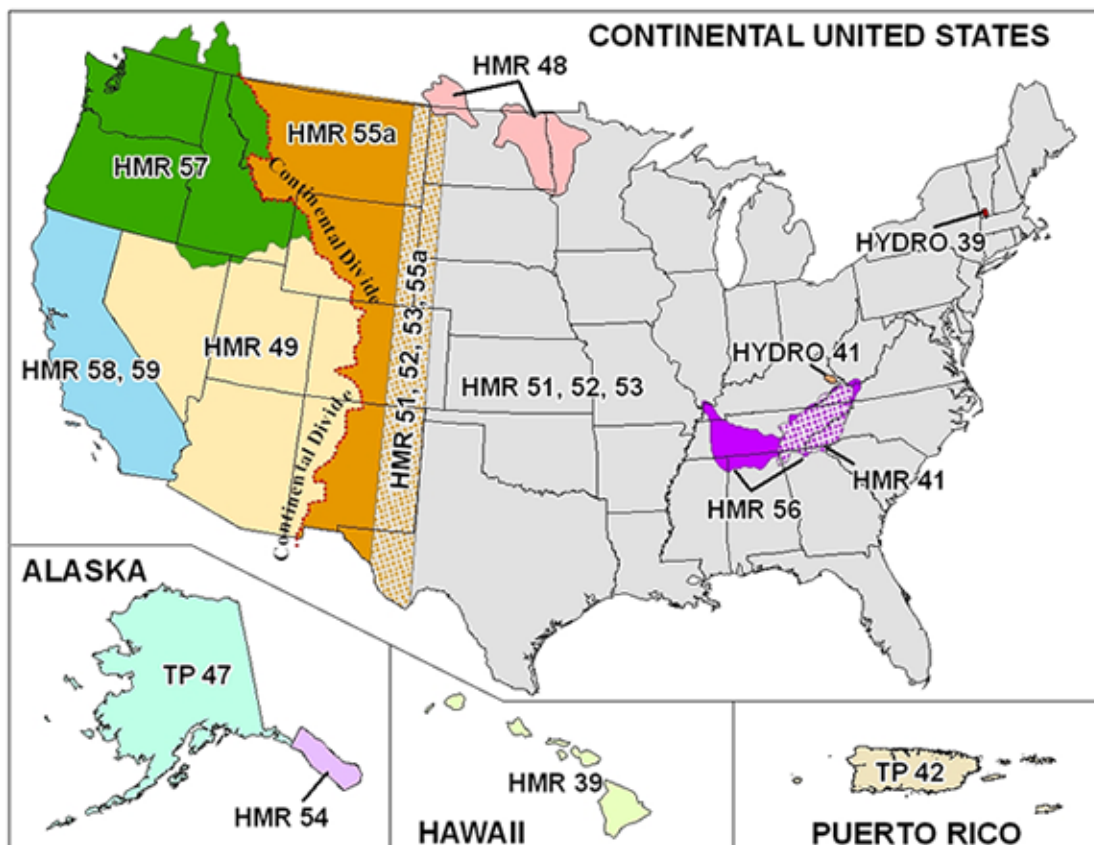 CONTINENTAL UNITED STATES
HMR 48
HMR 55a
HMR 57
Continental Divide
HYDRO 39
HMR 51, 52, 53, 55a
HMR 49
HYDRO 41
HMR 58, 59
HMR 51, 52, 53
Continental Divide
HMR 41
HMR 56
ALASKA
TP 47
HMR 54
HMR 39
HAWAII
TP 42
PUERTO RICO